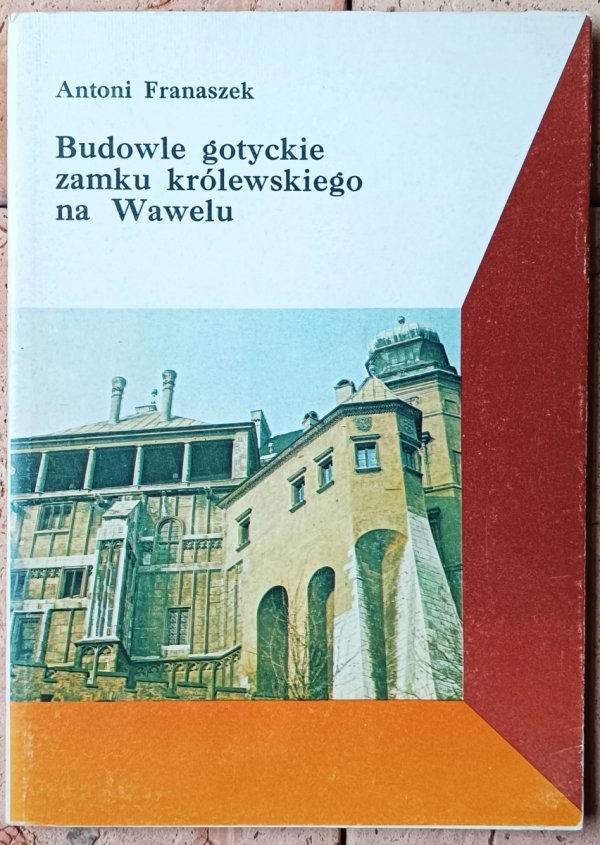 Antoni Franaszek
Budowle gotyckie
zamku królewskiego
na Wawelu